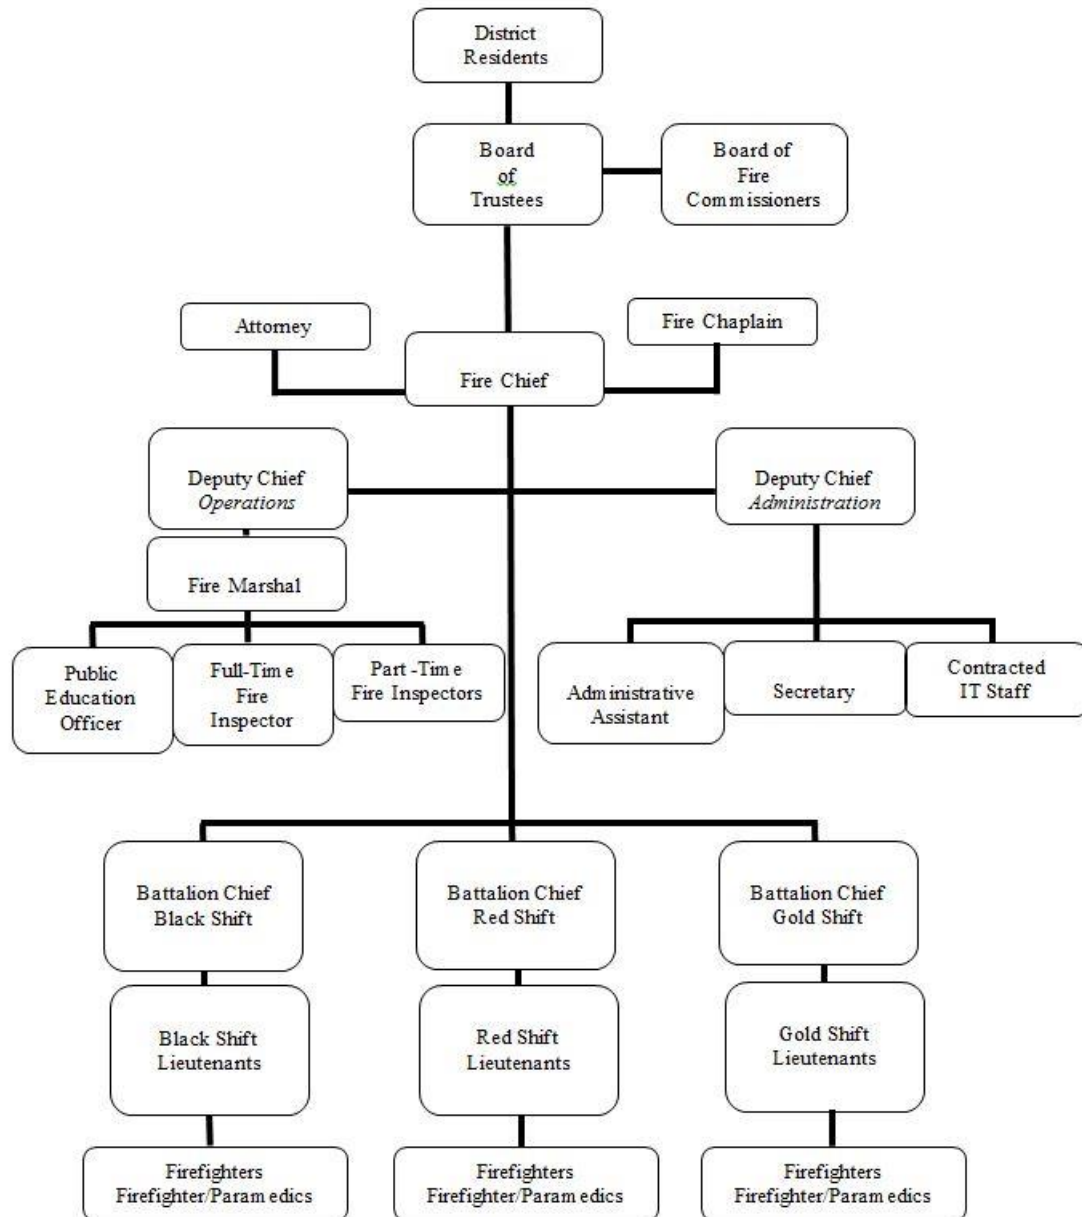 District
Residents
Board
of
Trustees
Board of
Fire
Commissioners
Attorney
Fire Chaplain
Fire Chief
Deputy Chief
Operations
Deputy Chief
Administration
Fire Marshal
Public
Education
Officer
Full-Time
Fire
Inspector
Part -Time
Fire Inspectors
Administrative
Assistant
Secretary
Contracted
IT Staff
Battalion Chief
Black Shift
Battalion Chief
Red Shift
Battalion Chief
Gold Shift
Black Shift
Lieutenants
Red Shift
Lieutenants
Gold Shift
Lieutenants
Firefighters
Firefighter/Paramedics
Firefighters
Firefighter/Paramedics
Firefighters
Firefighter/Paramedics